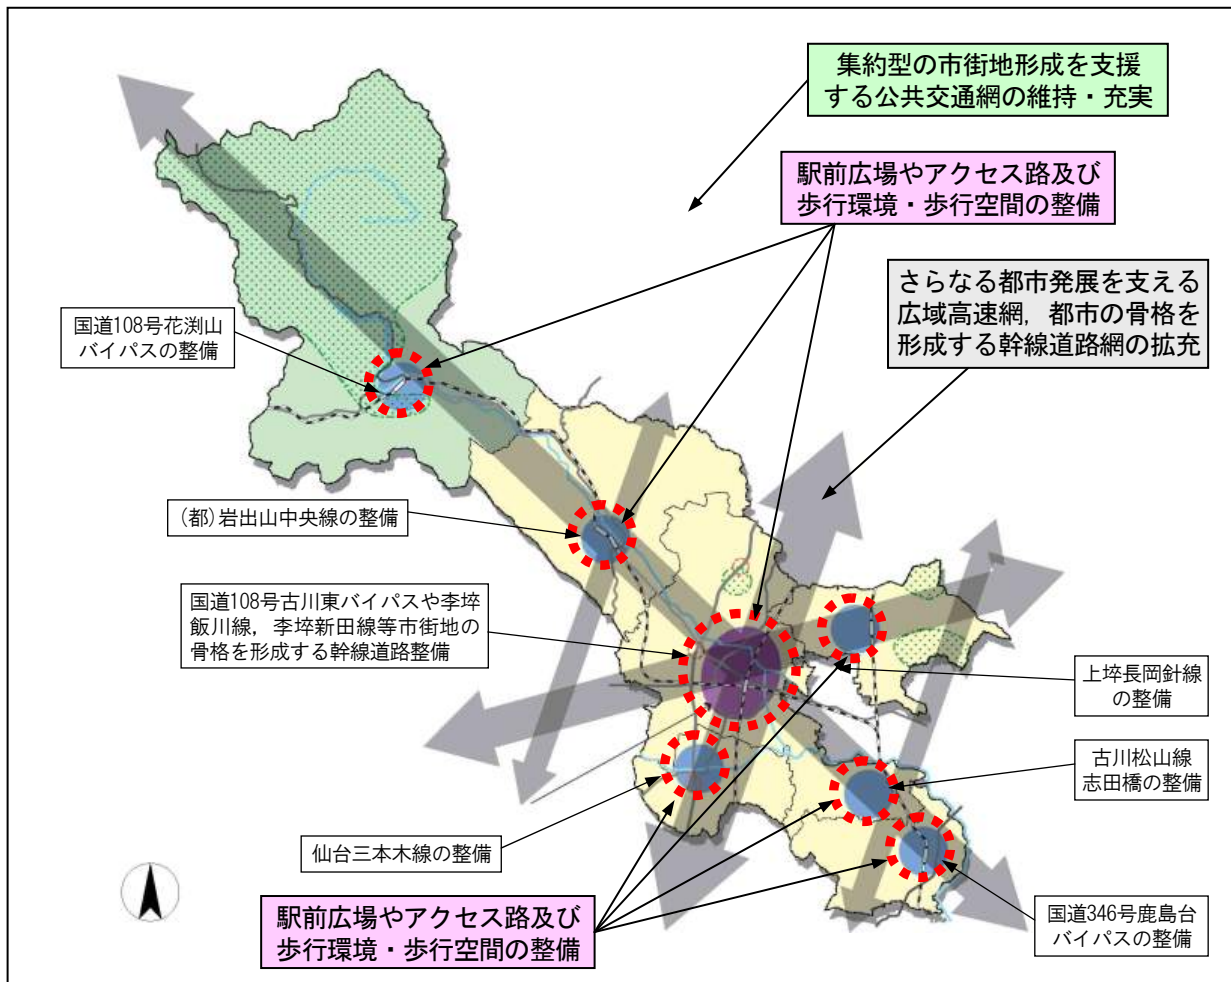 集約型の市街地形成を支援
する公共交通網の維持・充実
駅前広場やアクセス路及び
歩行環境・歩行空間の整備
さらなる都市発展を支える
広域高速網，都市の骨格を
形成する幹線道路網の拡充
国道108号花渕山
バイパスの整備
(都)岩出山中央線の整備
国道108号古川東バイパスや李埣
飯川線，李埣新田線等市街地の
骨格を形成する幹線道路整備
上埣長岡針線
の整備
古川松山線
志田橋の整備
仙台三本木線の整備
駅前広場やアクセス路及び
歩行環境・歩行空間の整備
国道346号鹿島台
バイパスの整備